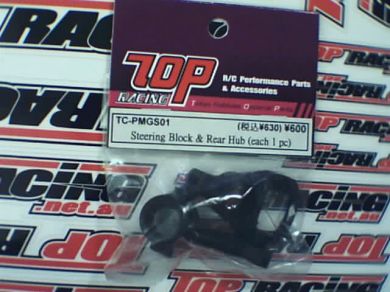 TOP
RACING
R/C Performance Parts
& Accessories
TC-PMGS01
(税込¥630) ¥600
Steering Block & Rear Hub (each 1 pc)
TOP
RACING
.net.au